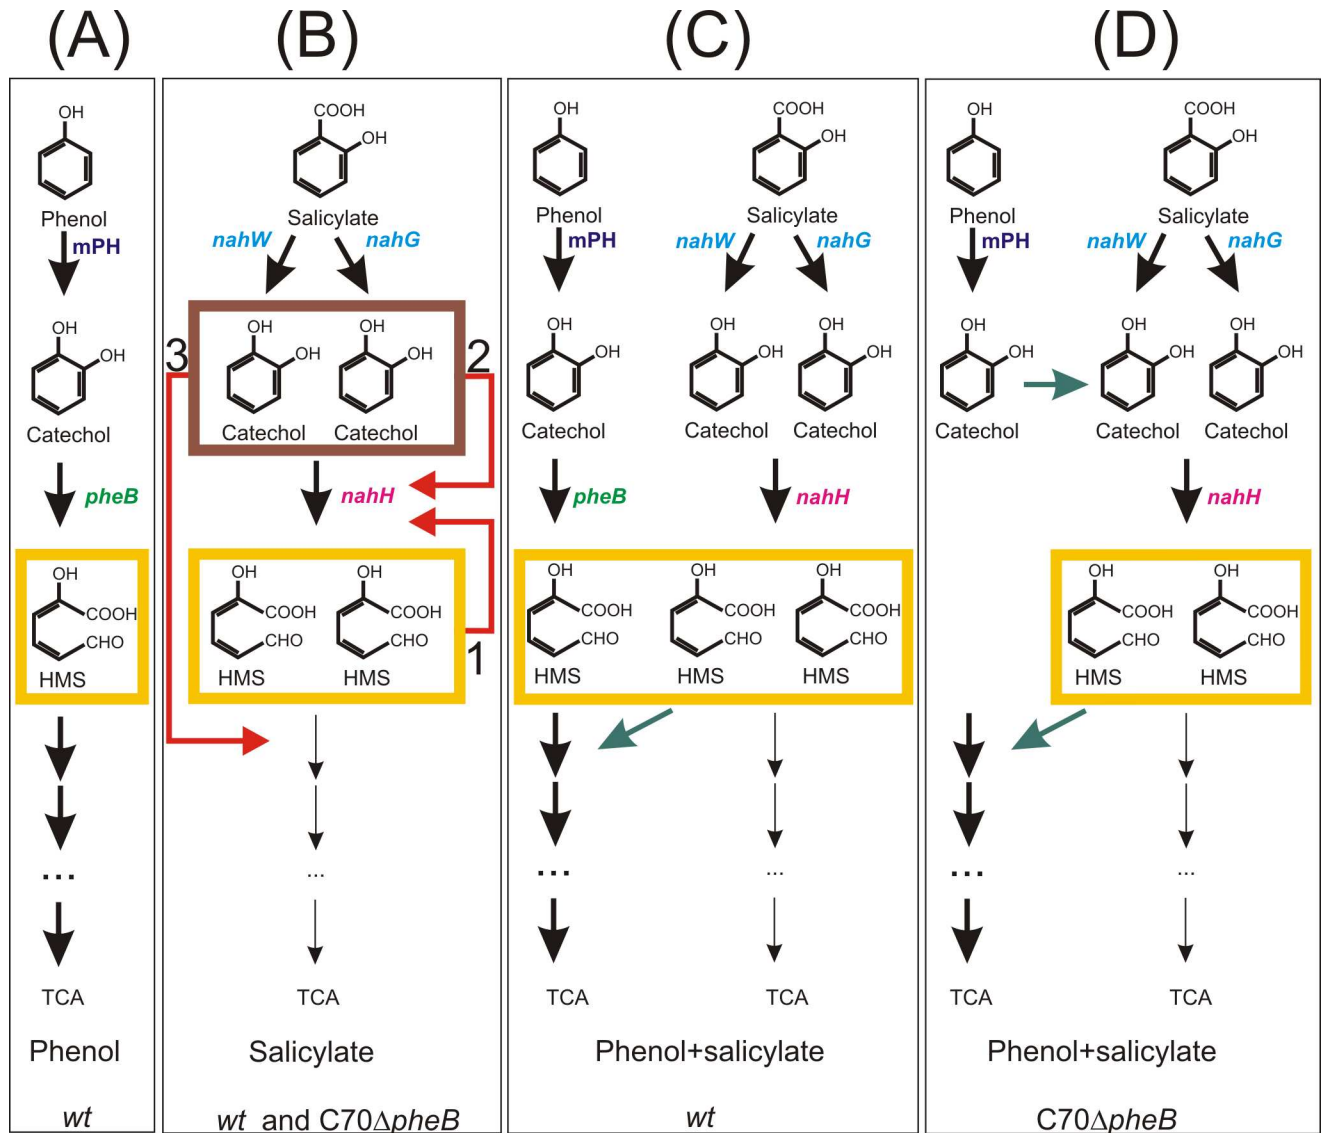 (A) (B) (C) (D)
OH COOH OH OH COOH OH OH COOH OH
Phenol Salicylate Phenol Salicylate Phenol Salicylate
mPH nahW nahG mPH nahW nahG mPH nahW nahG
OH OH OH OH OH OH OH OH OH
3 OH OH OH 2 OH OH OH OH OH OH
Catechol Catechol Catechol Catechol Catechol Catechol Catechol Catechol Catechol
pheB nahH pheB nahH nahH
OH OH OH OH OH OH OH OH
COOH COOH COOH COOH COOH COOH COOH COOH
CHO CHO CHO CHO CHO CHO CHO CHO
HMS HMS HMS 1 HMS HMS HMS HMS HMS
... ... ... ... ... ...
TCA TCA TCA TCA TCA TCA
Phenol Salicylate Phenol+salicylate Phenol+salicylate
wt wt and C70ΔpheB wt C70ΔpheB